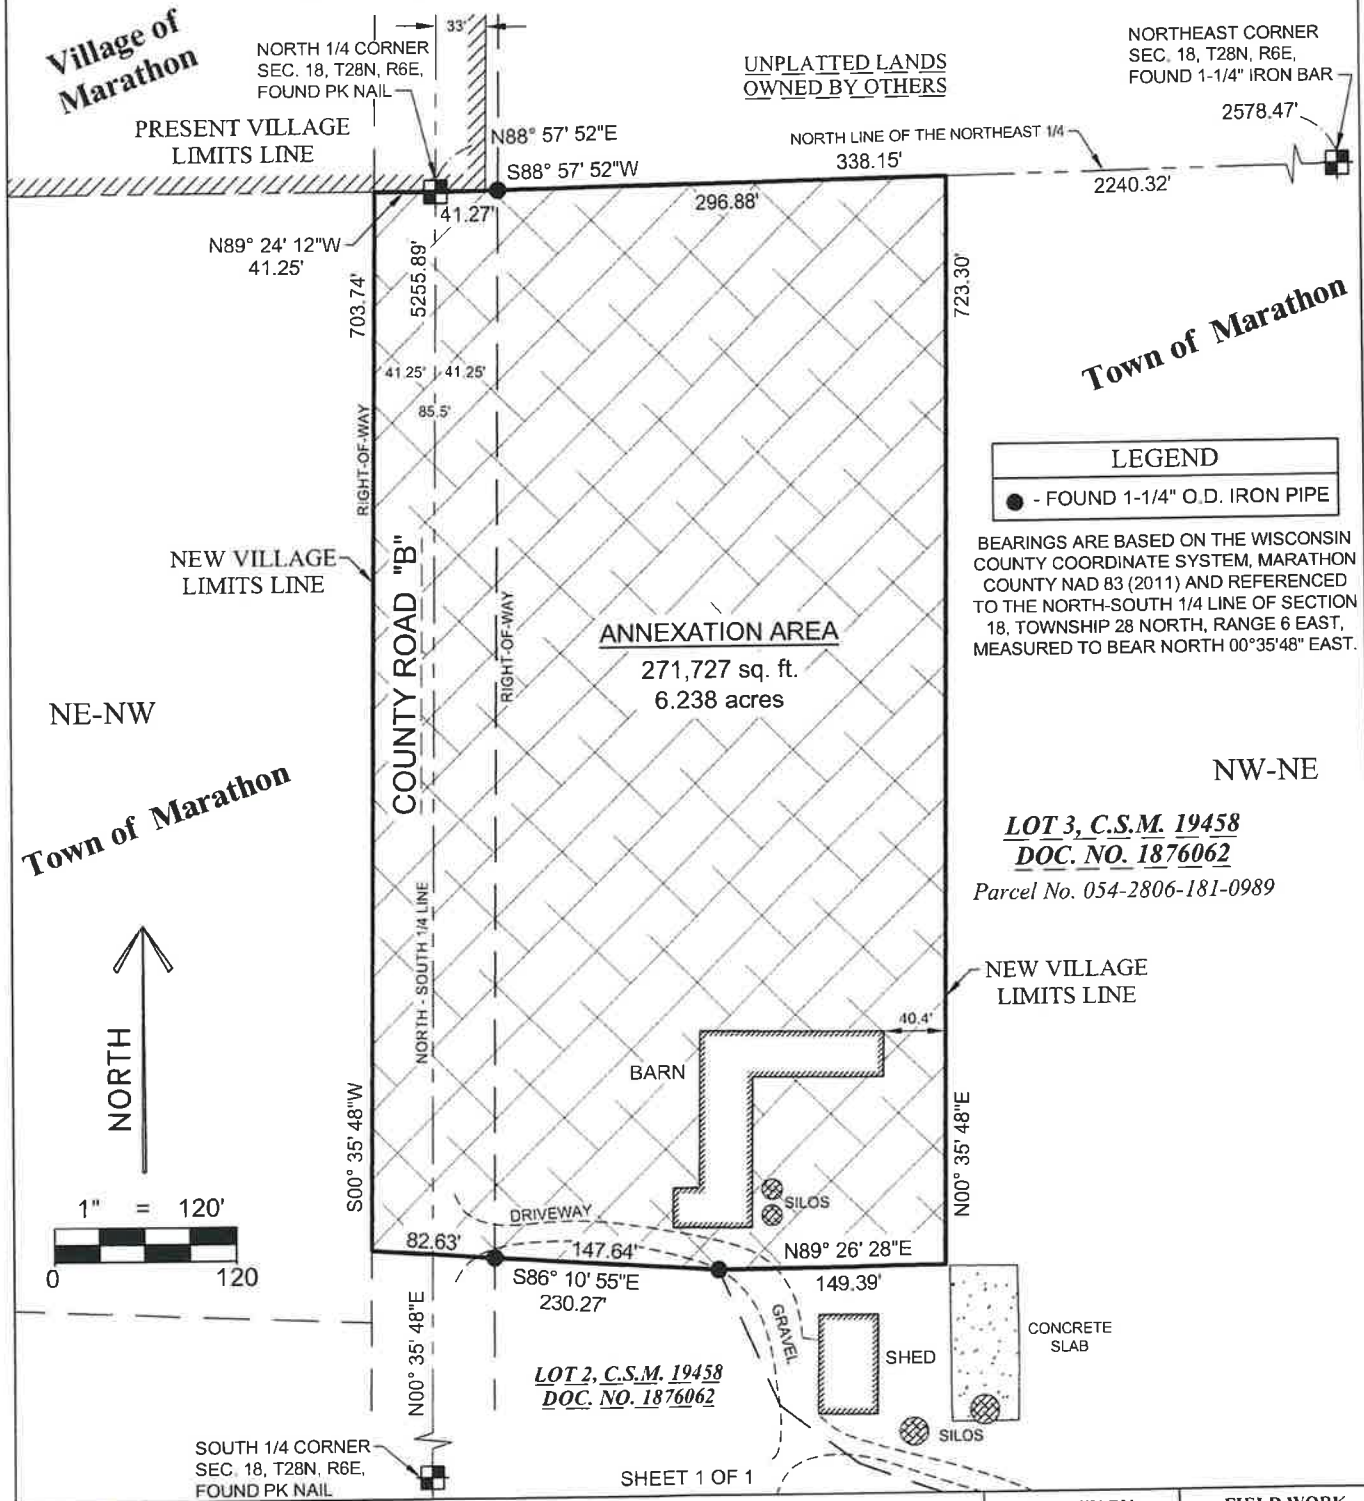 Village of
Marathon
NORTH 1/4 CORNER
SEC. 18, T28N, R6E,
FOUND PK NAIL
33'
UNPLATTED LANDS
OWNED BY OTHERS
NORTHEAST CORNER
SEC. 18, T28N, R6E,
FOUND 1-1/4" IRON BAR
2578.47'
PRESENT VILLAGE
LIMITS LINE
N88° 57' 52"E
S88° 57' 52"W
NORTH LINE OF THE NORTHEAST 1/4
338.15'
2240.32'
296.88'
41.27'
N89° 24' 12"W
41.25'
703.74'
5255.89'
723.30'
41.25'
41.25'
85.5'
Town of Marathon
RIGHT-OF-WAY
LEGEND
- FOUND 1-1/4" O.D. IRON PIPE
BEARINGS ARE BASED ON THE WISCONSIN
COUNTY COORDINATE SYSTEM, MARATHON
COUNTY NAD 83 (2011) AND REFERENCED
TO THE NORTH-SOUTH 1/4 LINE OF SECTION
18, TOWNSHIP 28 NORTH, RANGE 6 EAST,
MEASURED TO BEAR NORTH 00°35'48" EAST.
NEW VILLAGE
LIMITS LINE
COUNTY ROAD "B"
RIGHT-OF-WAY
ANNEXATION AREA
271,727 sq. ft.
6.238 acres
NE-NW
NW-NE
Town of Marathon
LOT 3, C.S.M. 19458
DOC. NO. 1876062
Parcel No. 054-2806-181-0989
NORTH - SOUTH 1/4 LINE
NEW VILLAGE
LIMITS LINE
40.4'
NORTH
BARN
S00° 35' 48"W
N00° 35' 48"E
SILOS
1" = 120'
0
120
DRIVEWAY
82.63'
147.64'
N89° 26' 28"E
S86° 10' 55"E
230.27'
149.39'
GRAVEL
N00° 35' 48"E
SHED
CONCRETE
SLAB
LOT 2, C.S.M. 19458
DOC. NO. 1876062
SILOS
SOUTH 1/4 CORNER
SEC. 18, T28N, R6E,
FOUND PK NAIL
SHEET 1 OF 1
FIELD WORK